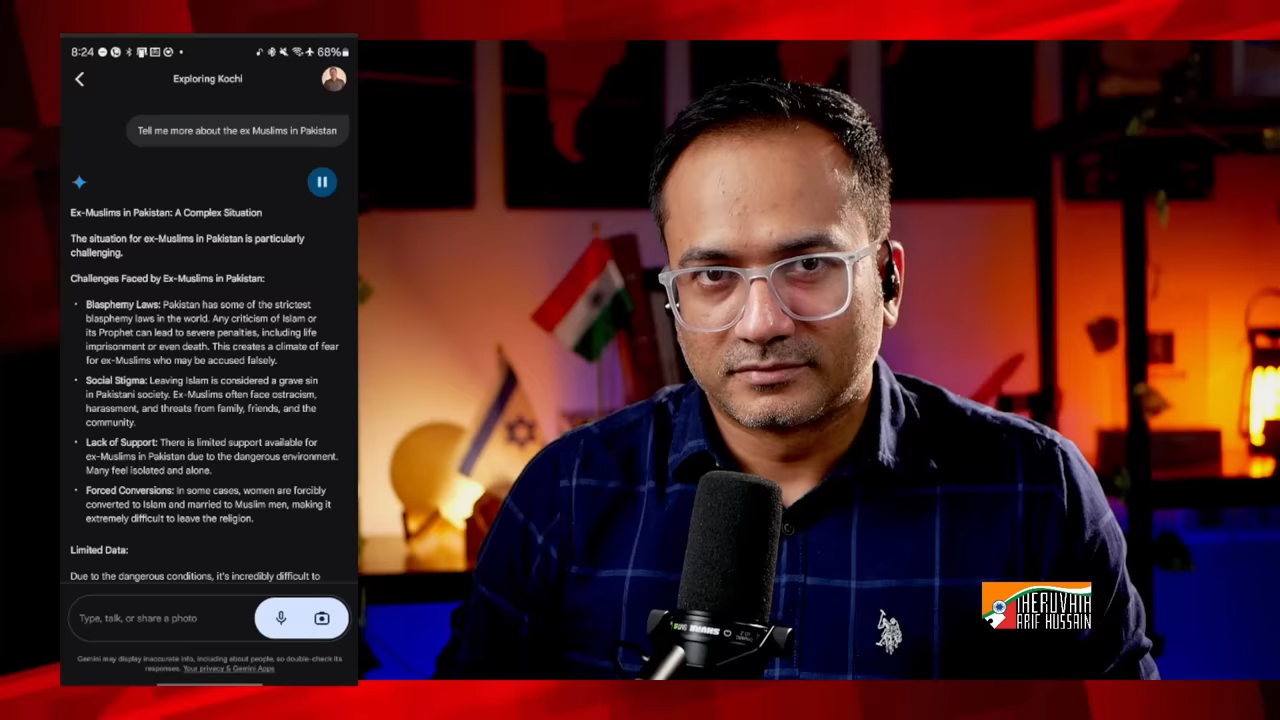 8:24
68%
Exploring Kochi
Tell me more about the ex Muslims in Pakistan
Ex-Muslims in Pakistan: A Complex Situation
The situation for ex-Muslims in Pakistan is particularly
challenging.
Challenges Faced by Ex-Muslims in Pakistan:
• Blasphemy Laws: Pakistan has some of the strictest
blasphemy laws in the world. Any criticism of Islam or
its Prophet can lead to severe penalties, including life
imprisonment or even death. This creates a climate of fear
for ex-Muslims who may be accused falsely.
• Social Stigma: Leaving Islam is considered a grave sin
in Pakistani society. Ex-Muslims often face ostracism,
harassment, and threats from family, friends, and the
community.
• Lack of Support: There is limited support available for
ex-Muslims in Pakistan due to the dangerous environment.
Many feel isolated and alone.
• Forced Conversions: In some cases, women are forcibly
converted to Islam and married to Muslim men, making it
extremely difficult to leave the religion.
Limited Data:
Due to the dangerous conditions, it's incredibly difficult to
Type, talk, or share a photo
Gemini may display inaccurate info, including about people, so double-check its
responses. Your privacy & Gemini Apps
SHURE
ARIF HUSSAIN